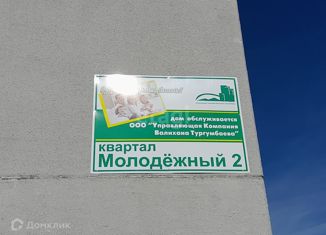 дом обслуживается
ООО "Управляющая Компания
Валихана Тургумбаева"
квартал
Молодёжный 2
Домклик